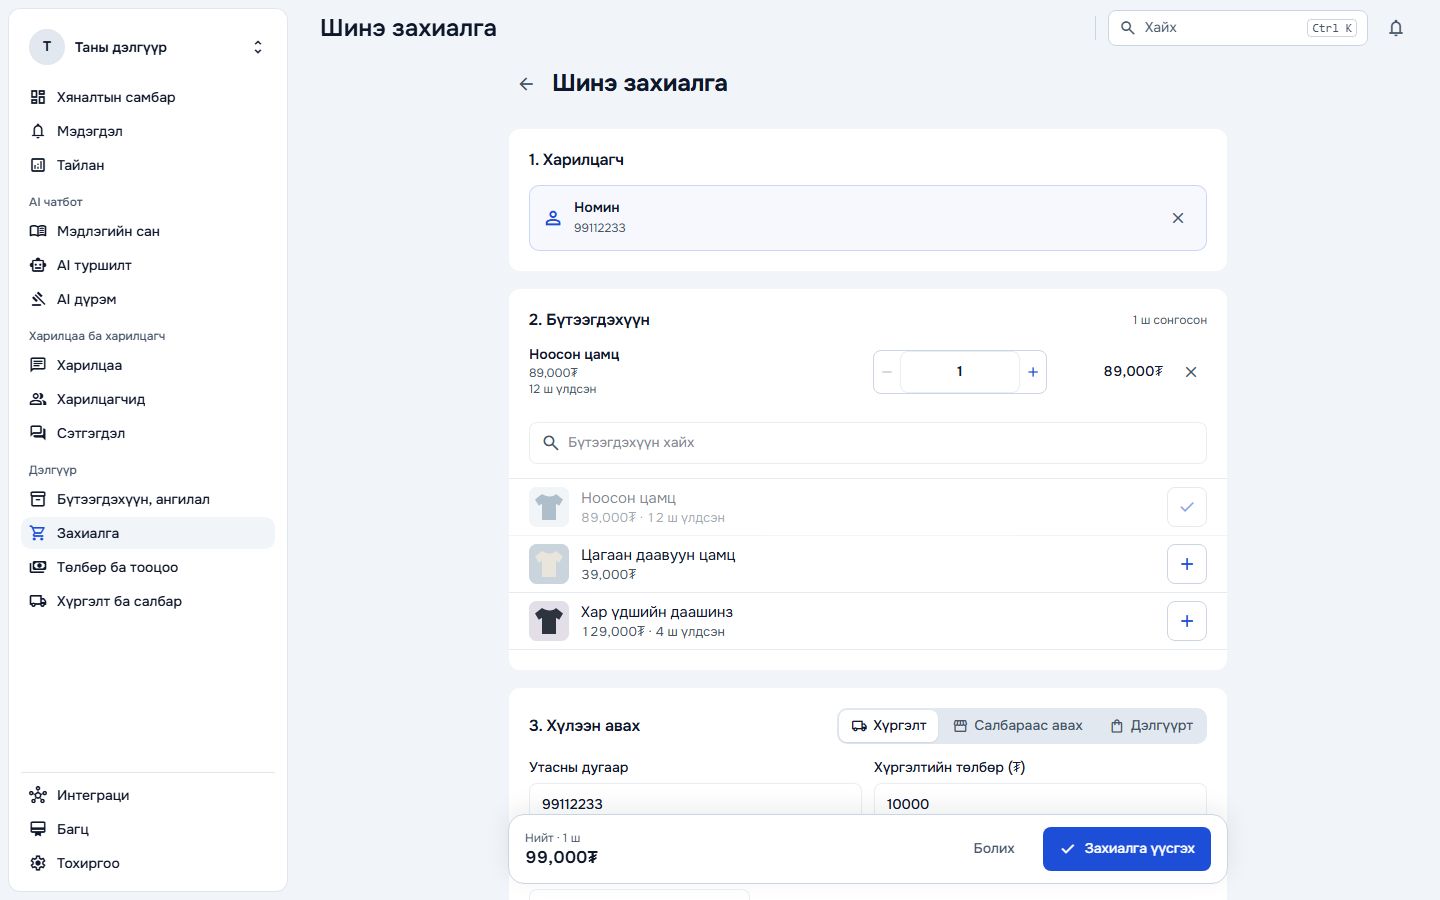 Т
Таны дэлгүүр
Хяналтын самбар
Мэдэгдэл
Тайлан
AI чатбот
Мэдлэгийн сан
AI туршилт
AI дүрэм
Харилцаа ба харилцагч
Харилцаа
Харилцагчид
Сэтгэгдэл
Дэлгүүр
Бүтээгдэхүүн, ангилал
Захиалга
Төлбөр ба тооцоо
Хүргэлт ба салбар
Интеграци
Багц
Тохиргоо
Шинэ захиалга
Хайх
Ctrl K
Шинэ захиалга
1. Харилцагч
Номин
99112233
2. Бүтээгдэхүүн
1 ш сонгосон
Ноосон цамц
89,000₮
12 ш үлдсэн
1
89,000₮
Бүтээгдэхүүн хайх
Ноосон цамц
89,000₮ · 12 ш үлдсэн
Цагаан даавуун цамц
39,000₮
Хар үдшийн даашинз
129,000₮ · 4 ш үлдсэн
3. Хүлээн авах
Хүргэлт
Салбараас авах
Дэлгүүрт
Утасны дугаар
Хүргэлтийн төлбөр (₮)
99112233
10000
Нийт · 1 ш
99,000₮
Болих
Захиалга үүсгэх